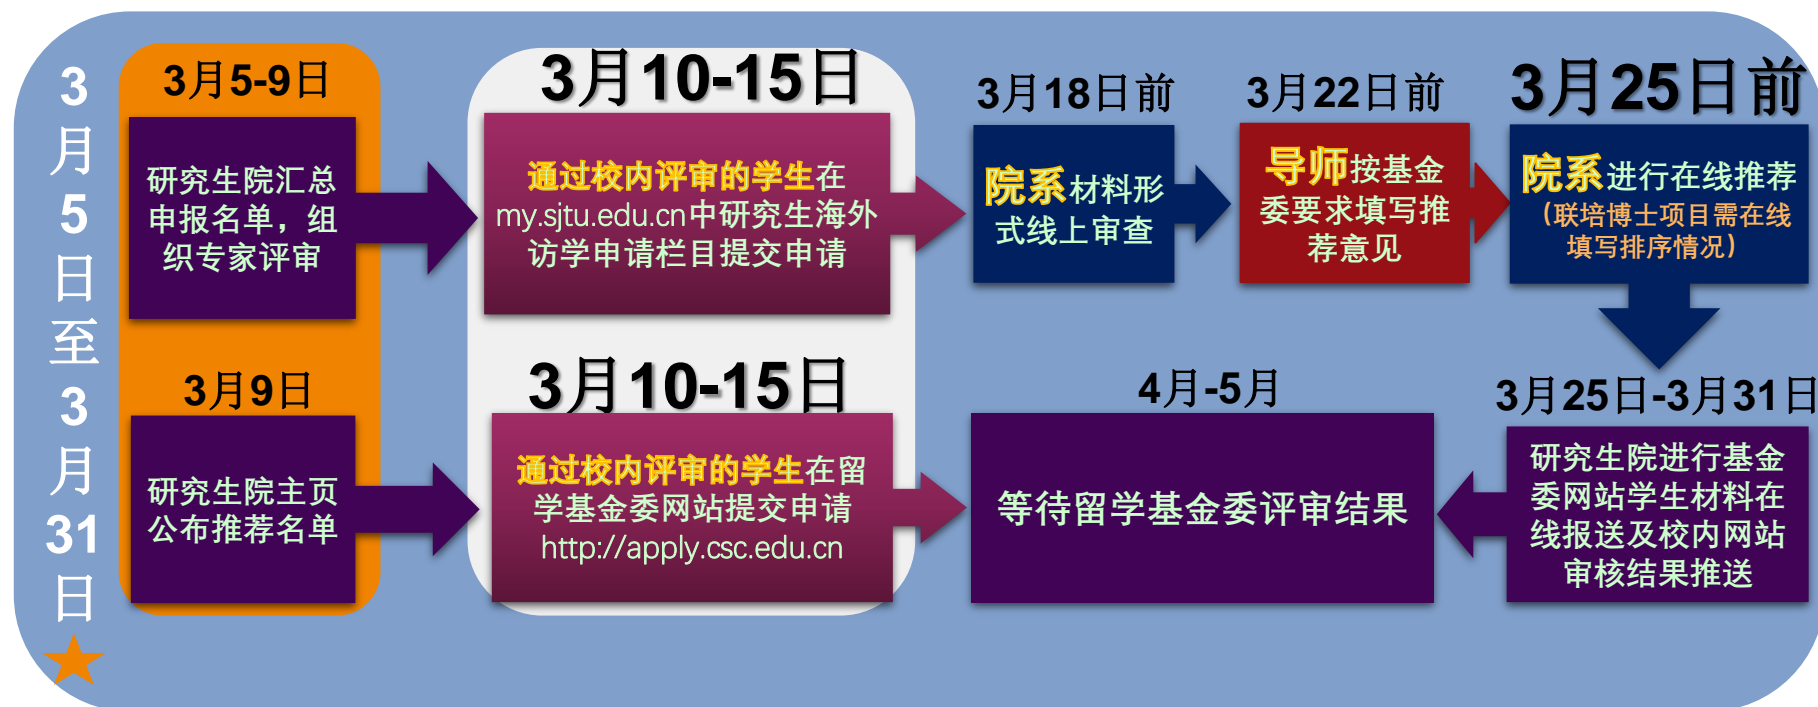 3
月
5
日
至
3
月
31
日
3月5-9日
研究生院汇总
申报名单，组
织专家评审
3月10-15日
通过校内评审的学生在
my.sjtu.edu.cn中研究生海外
访学申请栏目提交申请
3月18日前
院系材料形
式线上审查
3月22日前
导师按基金
委要求填写推
荐意见
3月25日前
院系进行在线推荐
（联培博士项目需在线
填写排序情况）
3月9日
研究生院主页
公布推荐名单
3月10-15日
通过校内评审的学生在留
学基金委网站提交申请
http://apply.csc.edu.cn
4月-5月
等待留学基金委评审结果
3月25日-3月31日
研究生院进行基金
委网站学生材料在
线报送及校内网站
审核结果推送